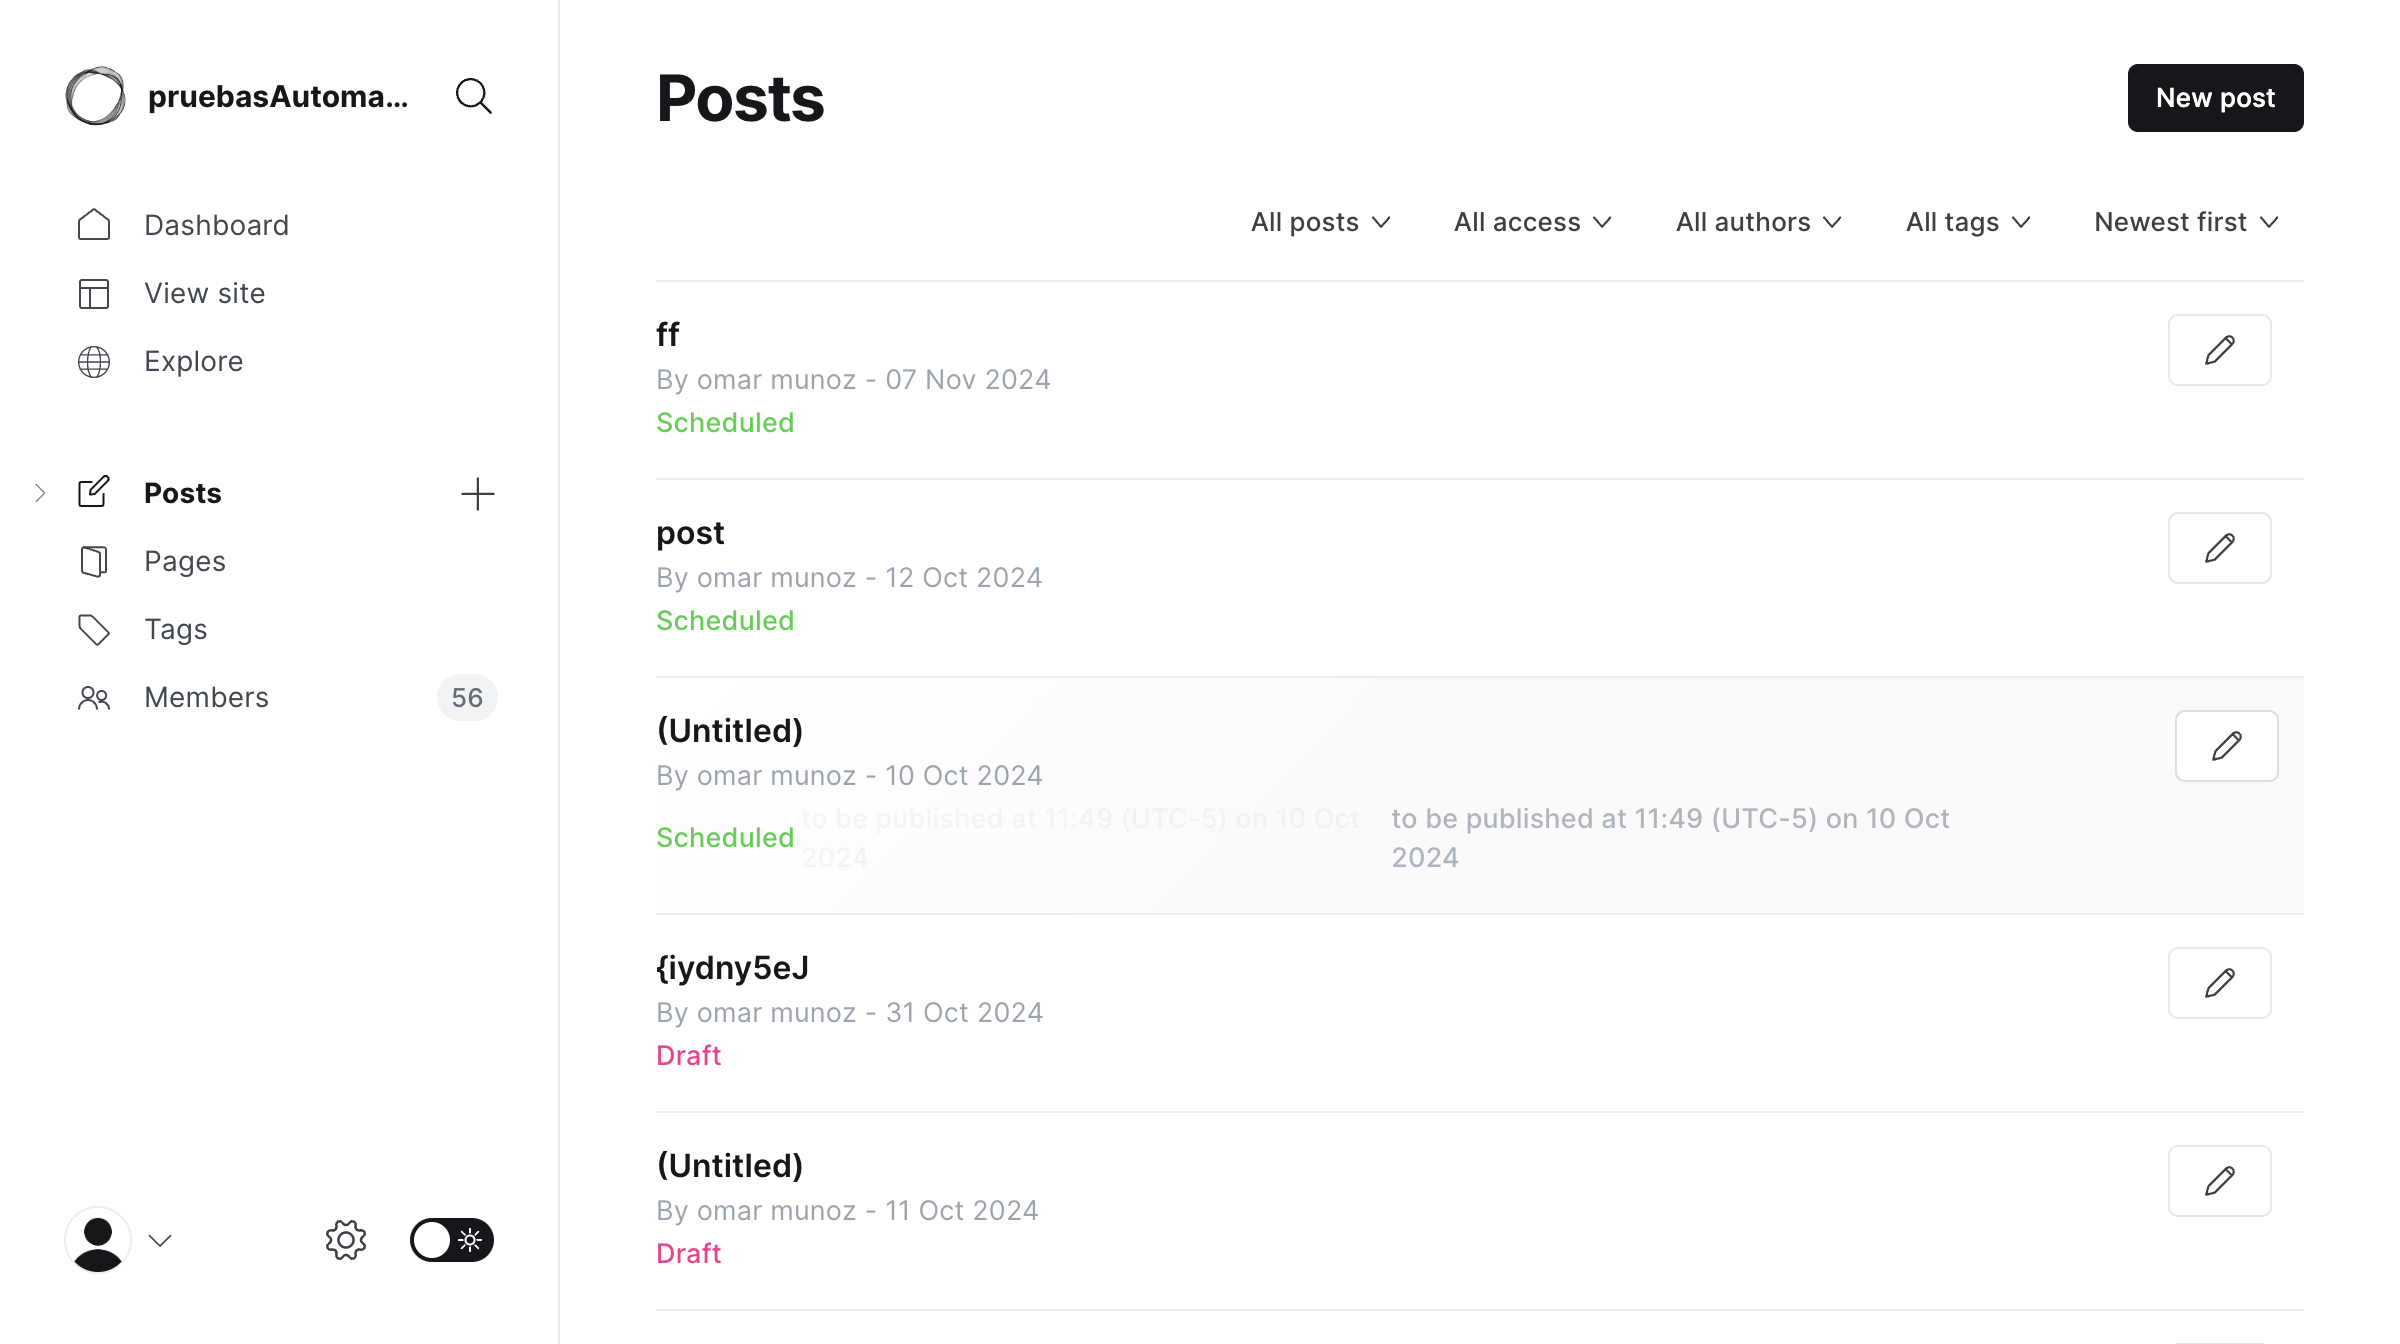 pruebasAutoma...
Dashboard
View site
Explore
Posts
Pages
Tags
Members 56
Posts
New post
All posts All access All authors All tags Newest first
ff
By omar munoz - 07 Nov 2024
Scheduled
post
By omar munoz - 12 Oct 2024
Scheduled
(Untitled)
By omar munoz - 10 Oct 2024
Scheduled
to be published at 11:49 (UTC-5) on 10 Oct
2024
to be published at 11:49 (UTC-5) on 10 Oct
2024
{iydny5eJ
By omar munoz - 31 Oct 2024
Draft
(Untitled)
By omar munoz - 11 Oct 2024
Draft